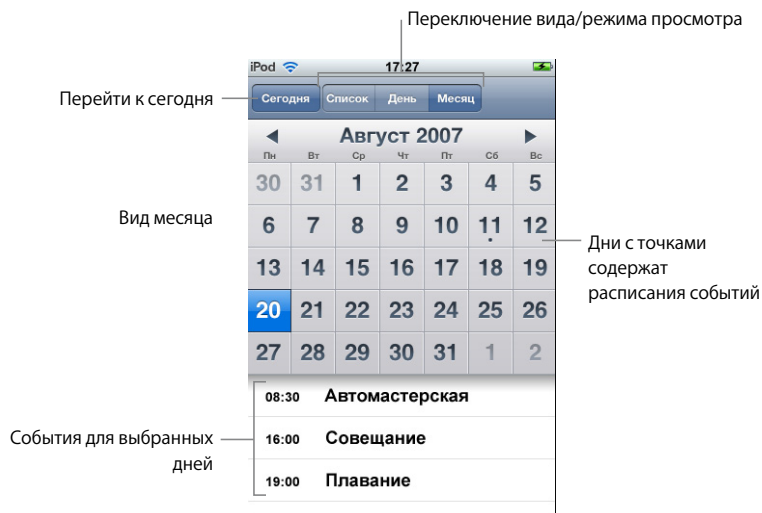 Переключение вида/режима просмотра
iPod 17:27
Перейти к сегодня
Сегодня Список День Месяц
Август 2007
Пн Вт Ср Чт Пт Сб Вс
30 31 1 2 3 4 5
Вид месяца
6 7 8 9 10 11 12
Дни с точками
содержат
расписания событий
13 14 15 16 17 18 19
20 21 22 23 24 25 26
27 28 29 30 31 1 2
08:30 Автомастерская
События для выбранных
дней
16:00 Совещание
19:00 Плавание